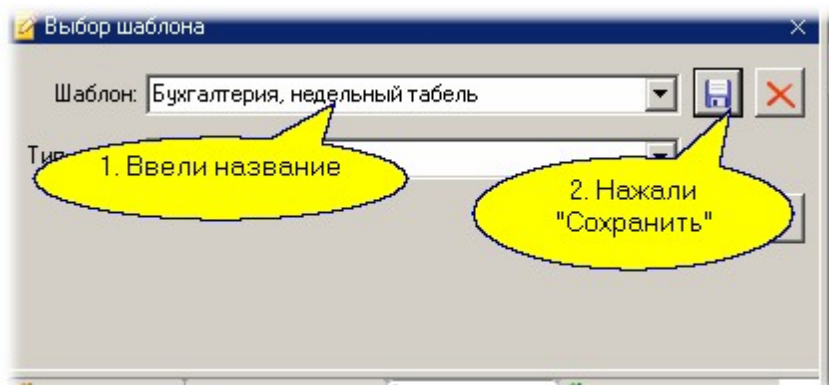 Выбор шаблона
Шаблон: Бухгалтерия, недельный табель
1. Ввели название
2. Нажали
"Сохранить"